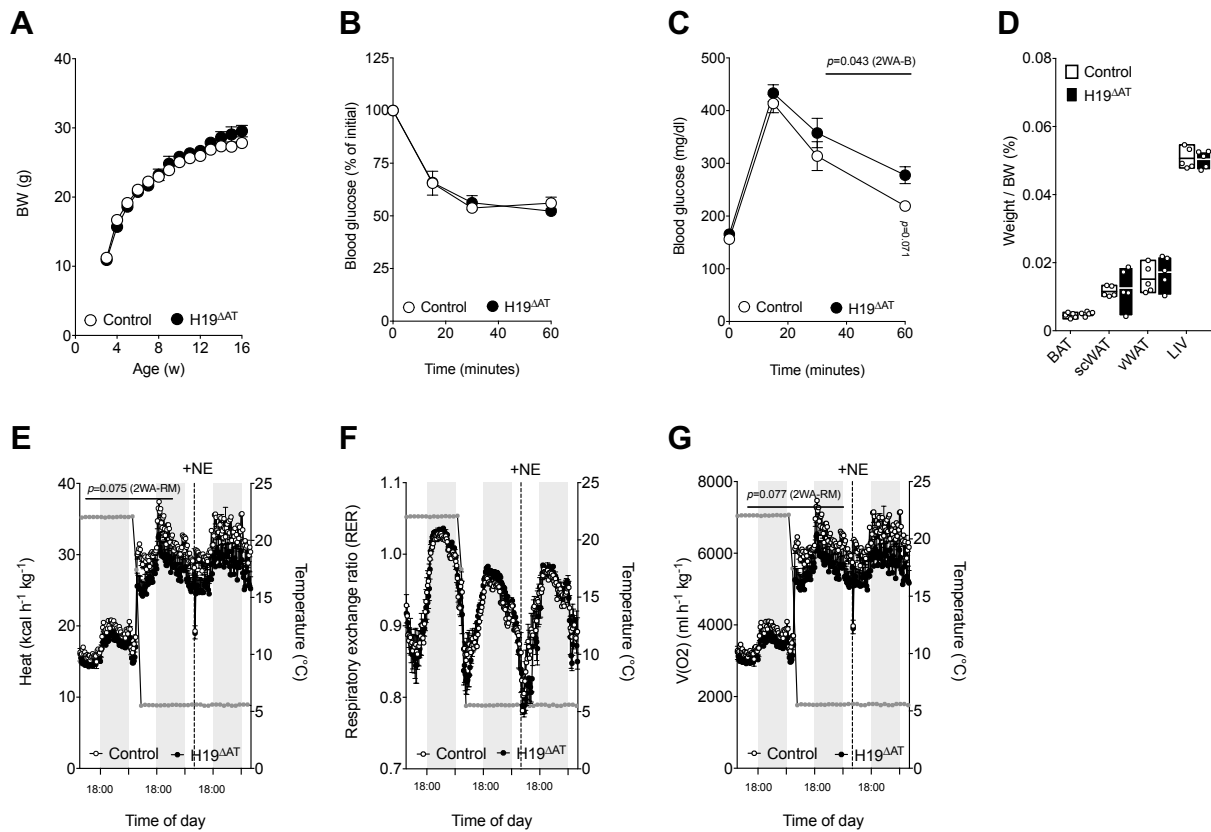 A
BW (g)
40
30
20
10
0
0
4
8
12
16
Age (w)
Control
H19ΔAT
B
Blood glucose (% of initial)
125
100
75
50
25
0
0
20
40
60
Time (minutes)
Control
H19ΔAT
C
Blood glucose (mg/dl)
500
400
300
200
100
0
0
20
40
60
Time (minutes)
p=0.043 (2WA-B)
p=0.071
Control
H19ΔAT
D
Weight / BW (%)
0.08
0.06
0.04
0.02
0
BAT
scWAT
vWAT
LIV
Control
H19ΔAT
E
+NE
p=0.075 (2WA-RM)
Heat (kcal h-1 kg-1)
40
30
20
10
0
Temperature (°C)
25
20
15
10
5
0
Control
H19ΔAT
18:00
18:00
18:00
Time of day
F
+NE
Respiratory exchange ratio (RER)
1.1
1.0
0.9
0.8
0.7
Temperature (°C)
25
20
15
10
5
0
Control
H19ΔAT
18:00
18:00
18:00
Time of day
G
+NE
p=0.077 (2WA-RM)
V(O2) (ml h-1 kg-1)
8000
6000
4000
2000
0
Temperature (°C)
25
20
15
10
5
0
Control
H19ΔAT
18:00
18:00
18:00
Time of day